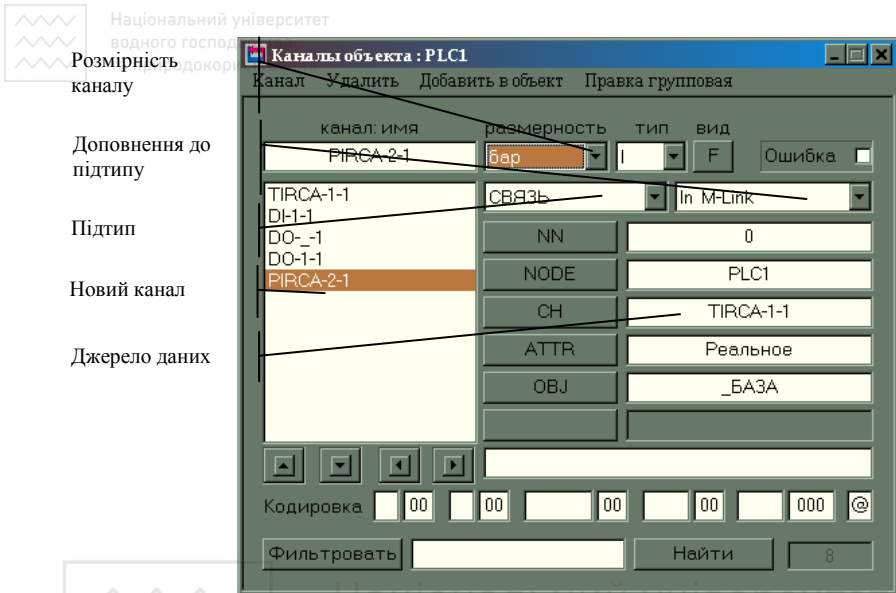 Національний університет
водного господ
природокори
Розмірність
каналу
Доповнення до
підтипу
Підтип
Новий канал
Джерело даних
Каналы объекта : PLC1
Канал Удалить Добавить в объект Правка групповая
канал: имя размерность тип вид
PIRCA-2-1 бар I F Ошибка
TIRCA-1-1
DI-1-1
DO-_-1
DO-1-1
PIRCA-2-1
СВЯЗЬ In M-Link
NN 0
NODE PLC1
CH TIRCA-1-1
ATTR Реальное
OBJ _БАЗА
Кодировка 00 00 00 00 000 @
Фильтровать Найти 8